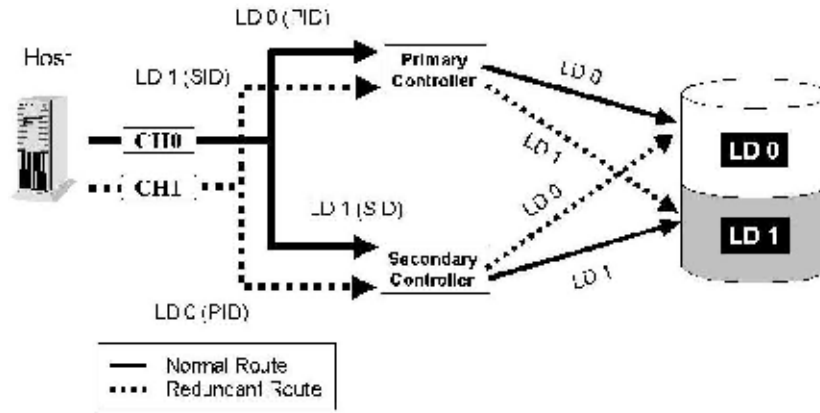 LD 0 (PID)
Host
LD 1 (SID)
Primary
Controller
LD 0
CH0
LD 1
LD 0
CH1
LD 0
LD 1 (SID)
LD 1
Secondary
Controller
LD 1
LD 0 (PID)
Normal Route
Redundant Route